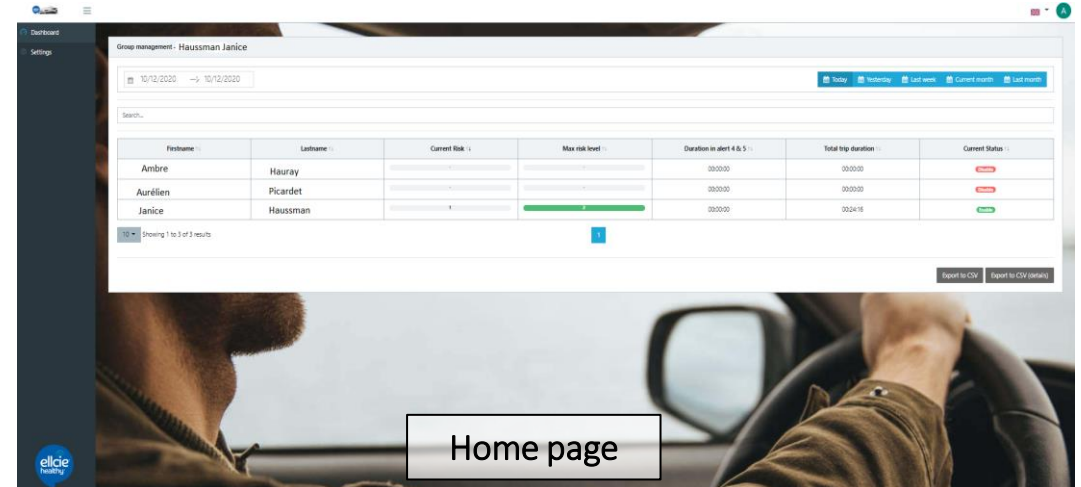 Dashboard
Settings
Group management - Haussman Janice
10/12/2020 → 10/12/2020
Today Yesterday Last week Current month Last month
Search...
Firstname Lastname Current Risk Max risk level Duration in alert 4 & 5 Total trip duration Current Status
Ambre Hauray - - 00:00:00 00:00:00
Aurélien Picardet - - 00:00:00 00:00:00
Janice Haussman 1 00:00:00 00:24:16
10 Showing 1 to 3 of 3 results 1
Export to CSV Export to CSV (details)
Home page
ellcie
healthy
A